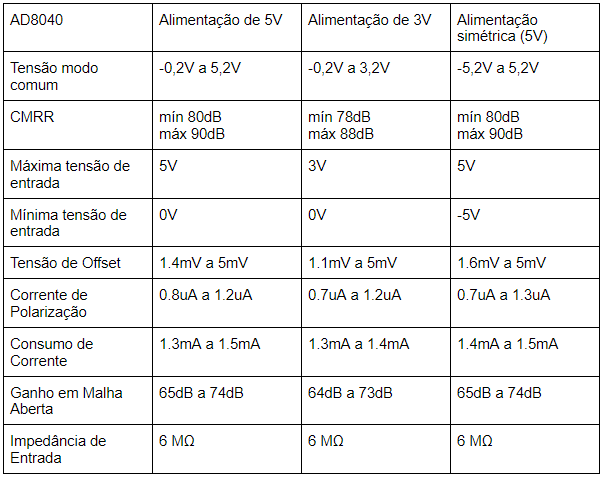 AD8040
Alimentação de 5V
Alimentação de 3V
Alimentação
simétrica (5V)
Tensão modo
comum
-0,2V a 5,2V
-0,2V a 3,2V
-5,2V a 5,2V
CMRR
mín 80dB
máx 90dB
mín 78dB
máx 88dB
mín 80dB
máx 90dB
Máxima tensão de
entrada
5V
3V
5V
Mínima tensão de
entrada
0V
0V
-5V
Tensão de Offset
1.4mV a 5mV
1.1mV a 5mV
1.6mV a 5mV
Corrente de
Polarização
0.8uA a 1.2uA
0.7uA a 1.2uA
0.7uA a 1.3uA
Consumo de
Corrente
1.3mA a 1.5mA
1.3mA a 1.4mA
1.4mA a 1.5mA
Ganho em Malha
Aberta
65dB a 74dB
64dB a 73dB
65dB a 74dB
Impedância de
Entrada
6 MΩ
6 MΩ
6 MΩ